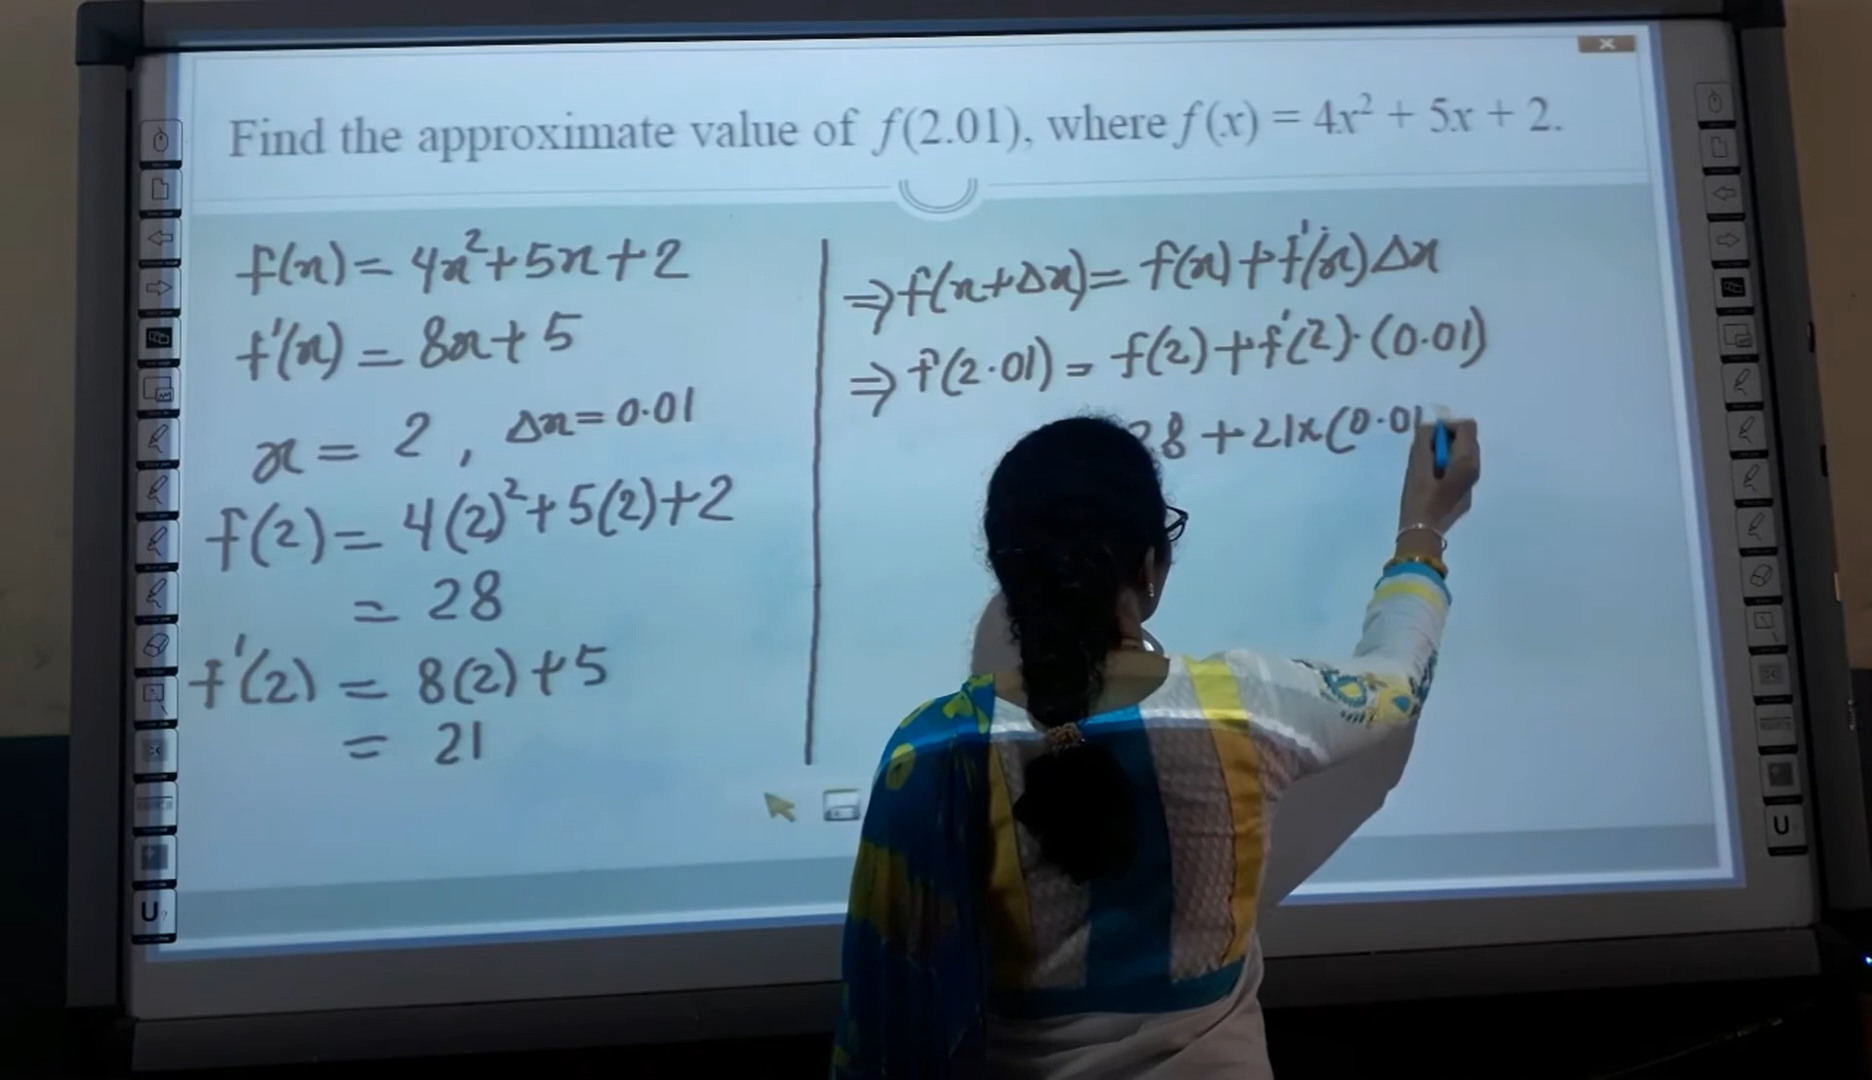 Find the approximate value of f(2.01), where f(x) = 4x² + 5x + 2.
f(x) = 4x² + 5x + 2
f'(x) = 8x + 5
x = 2 , Δx = 0.01
f(2) = 4(2)² + 5(2) + 2
= 28
f'(2) = 8(2) + 5
= 21
⇒ f(x+Δx) = f(x) + f'(x) Δx
⇒ f(2.01) = f(2) + f'(2)·(0.01)
28 + 21×(0.01